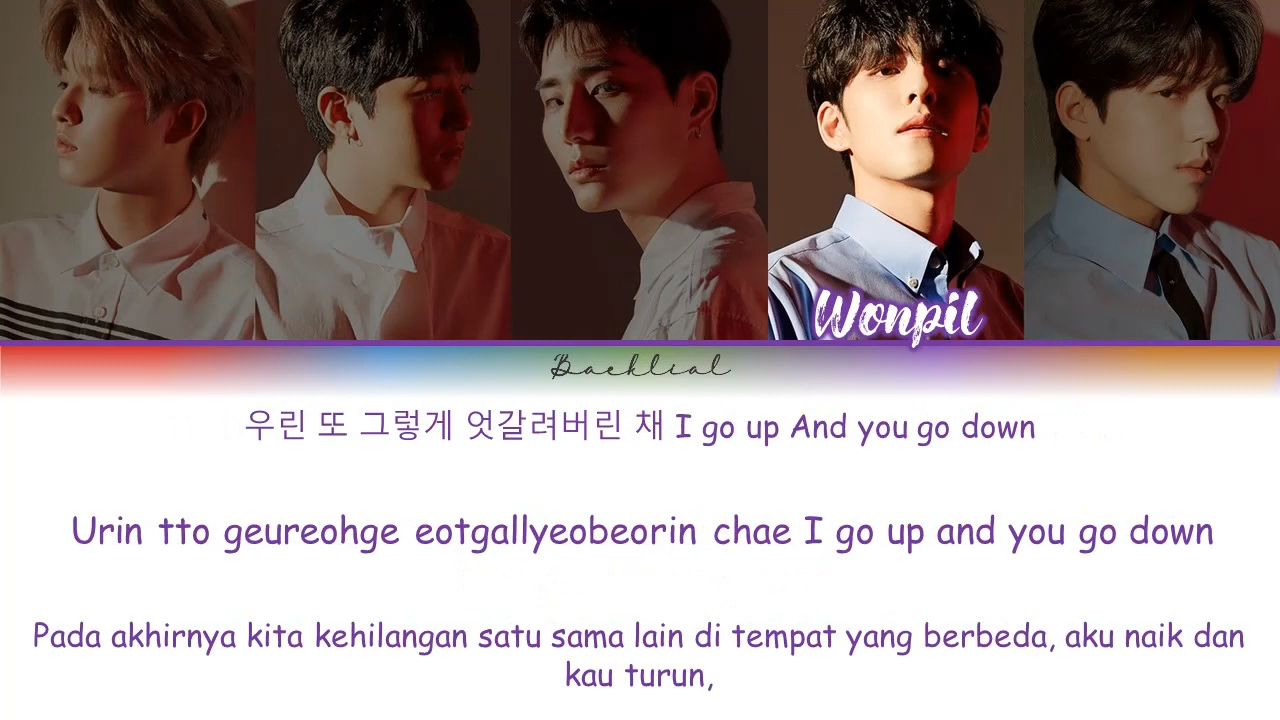 Wonpil
Backlial
우린 또 그렇게 엇갈려버린 채 I go up And you go down
Urin tto geureohge eotgallyeobeorin chae I go up and you go down
Pada akhirnya kita kehilangan satu sama lain di tempat yang berbeda, aku naik dan
kau turun,